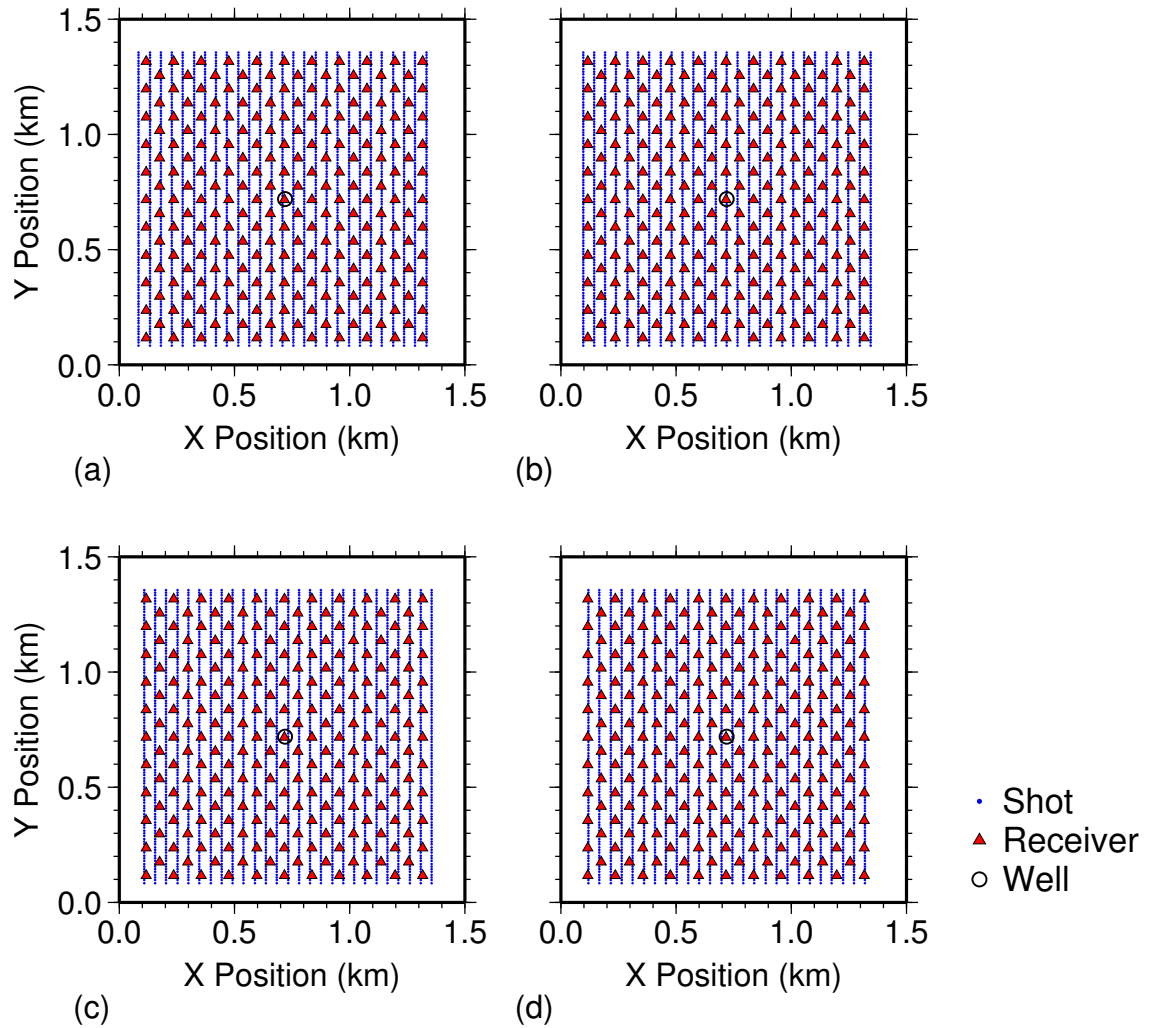 1.5
1.0
0.5
0.0
Y Position (km)
0.0 0.5 1.0 1.5
0.0 0.5 1.0 1.5
X Position (km)
X Position (km)
(a)
(b)
1.5
1.0
0.5
0.0
Y Position (km)
0.0 0.5 1.0 1.5
0.0 0.5 1.0 1.5
X Position (km)
X Position (km)
(c)
(d)
Shot
Receiver
Well